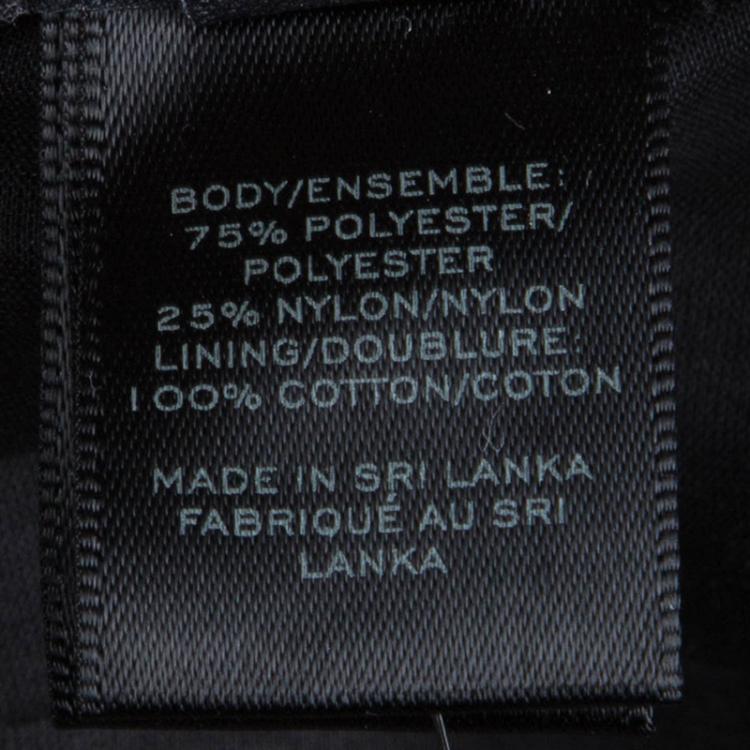 BODY/ENSEMBLE:
75% POLYESTER/
POLYESTER
25% NYLON/NYLON
LINING/DOUBLURE:
100% COTTON/COTON
MADE IN SRI LANKA
FABRIQUÉ AU SRI
LANKA